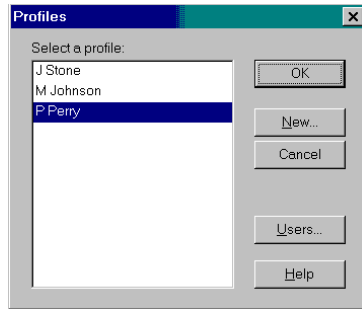 Profiles
Select a profile:
J Stone
M Johnson
P Perry
OK
New...
Cancel
Users...
Help